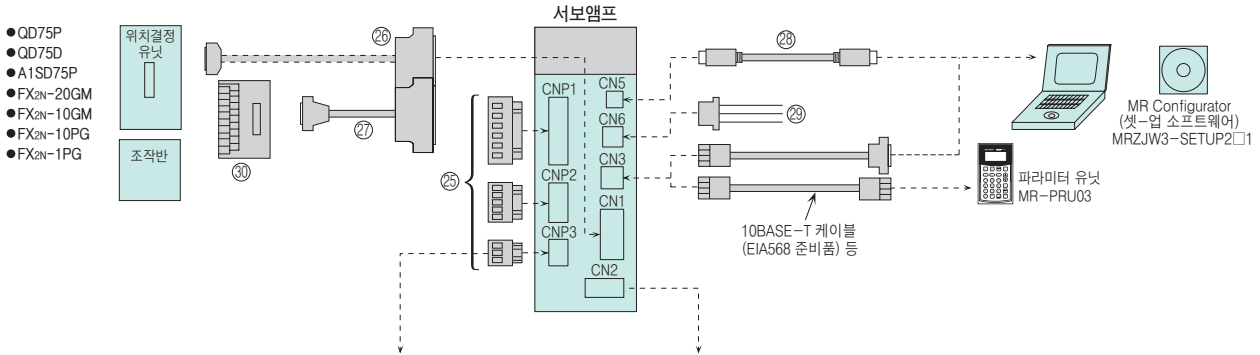 서보앰프
●QD75P
●QD75D
●A1SD75P
●FX2N-20GM
●FX2N-10GM
●FX2N-10PG
●FX2N-1PG
위치결정
유닛
조작반
㉖
㉗
㉚
㉕
CNP1
CNP2
CNP3
CN5
CN6
CN3
CN1
CN2
㉘
㉙
10BASE-T 케이블
(EIA568 준비품) 등
MR Configurator
(셋-업 소프트웨어)
MRZJW3-SETUP2□1
파라미터 유닛
MR-PRU03